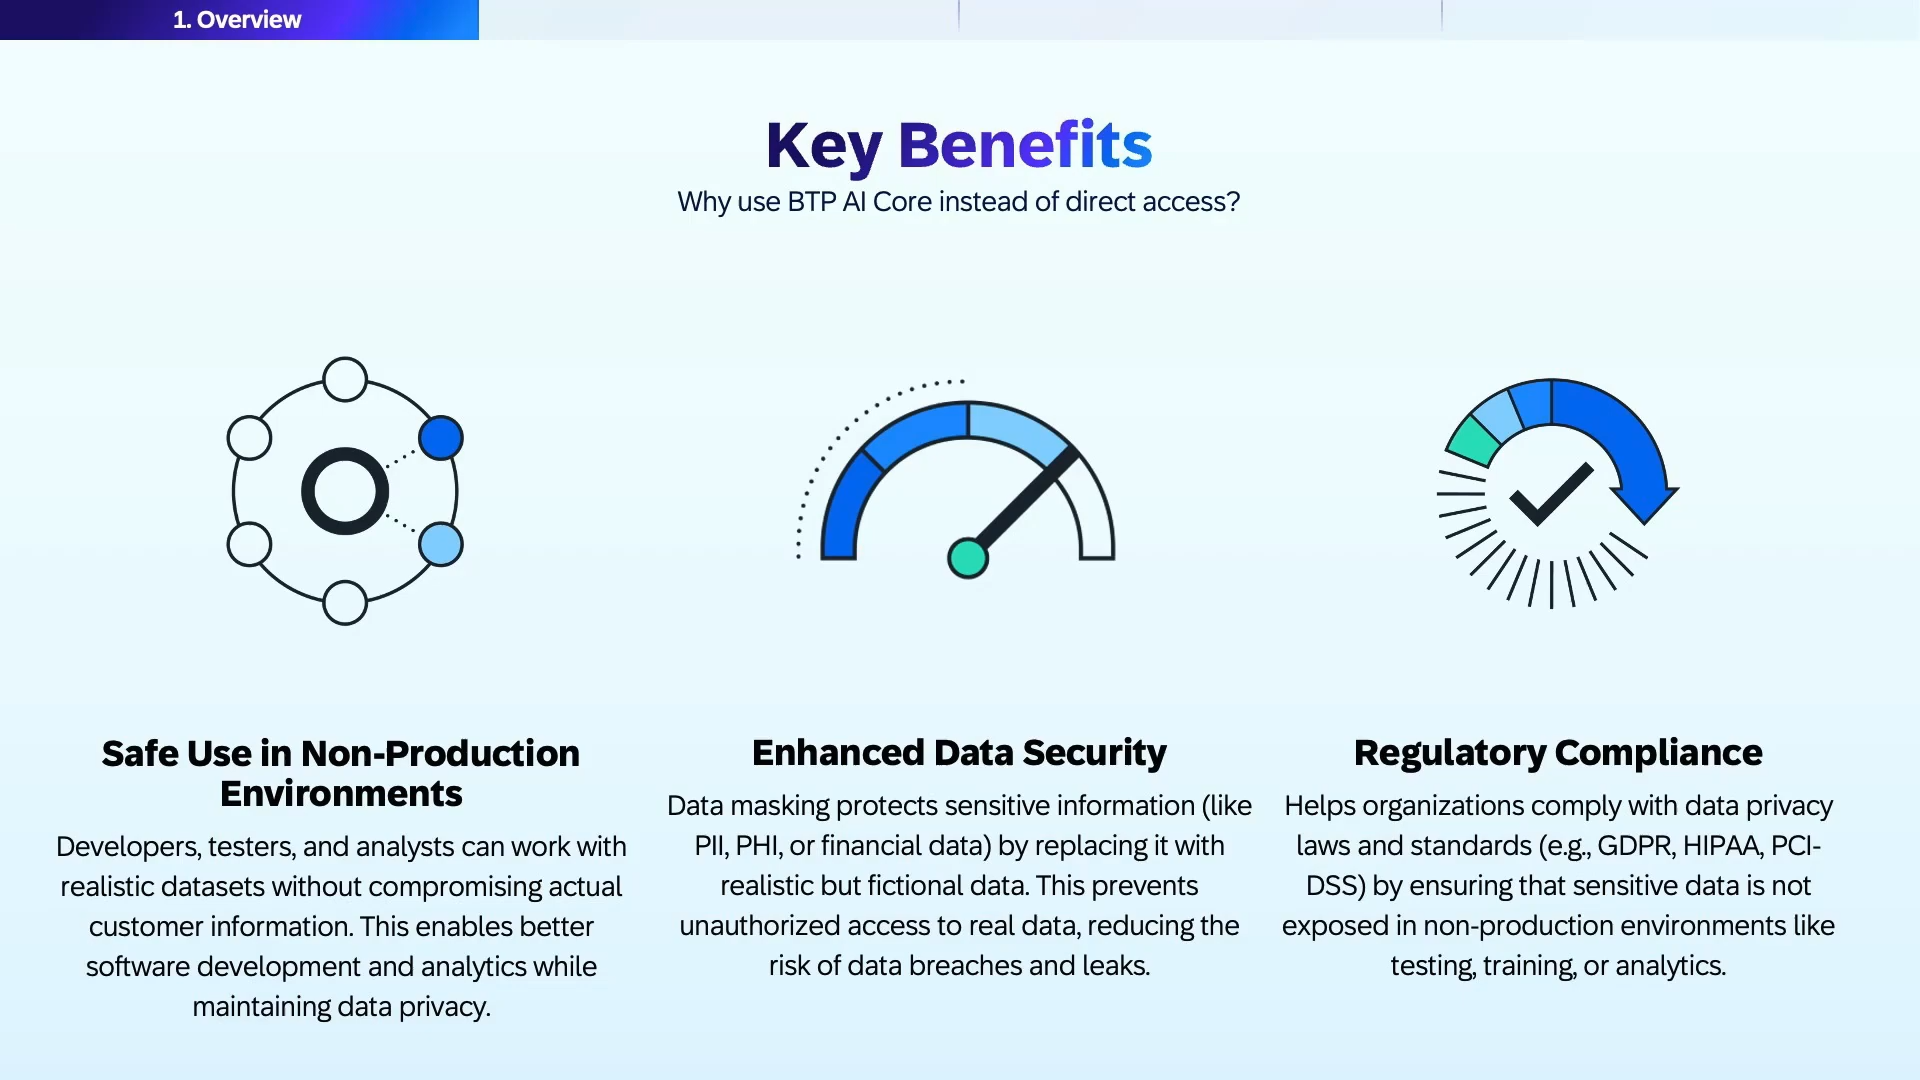 1. Overview
Key Benefits
Why use BTP AI Core instead of direct access?
Safe Use in Non-Production
Environments
Developers, testers, and analysts can work with
realistic datasets without compromising actual
customer information. This enables better
software development and analytics while
maintaining data privacy.
Enhanced Data Security
Data masking protects sensitive information (like
PII, PHI, or financial data) by replacing it with
realistic but fictional data. This prevents
unauthorized access to real data, reducing the
risk of data breaches and leaks.
Regulatory Compliance
Helps organizations comply with data privacy
laws and standards (e.g., GDPR, HIPAA, PCI-
DSS) by ensuring that sensitive data is not
exposed in non-production environments like
testing, training, or analytics.